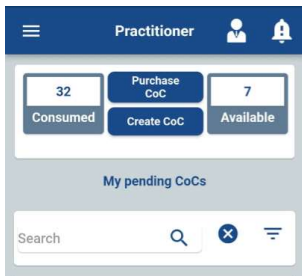 Practitioner
32
Consumed
Purchase
CoC
Create CoC
7
Available
My pending CoCs
Search